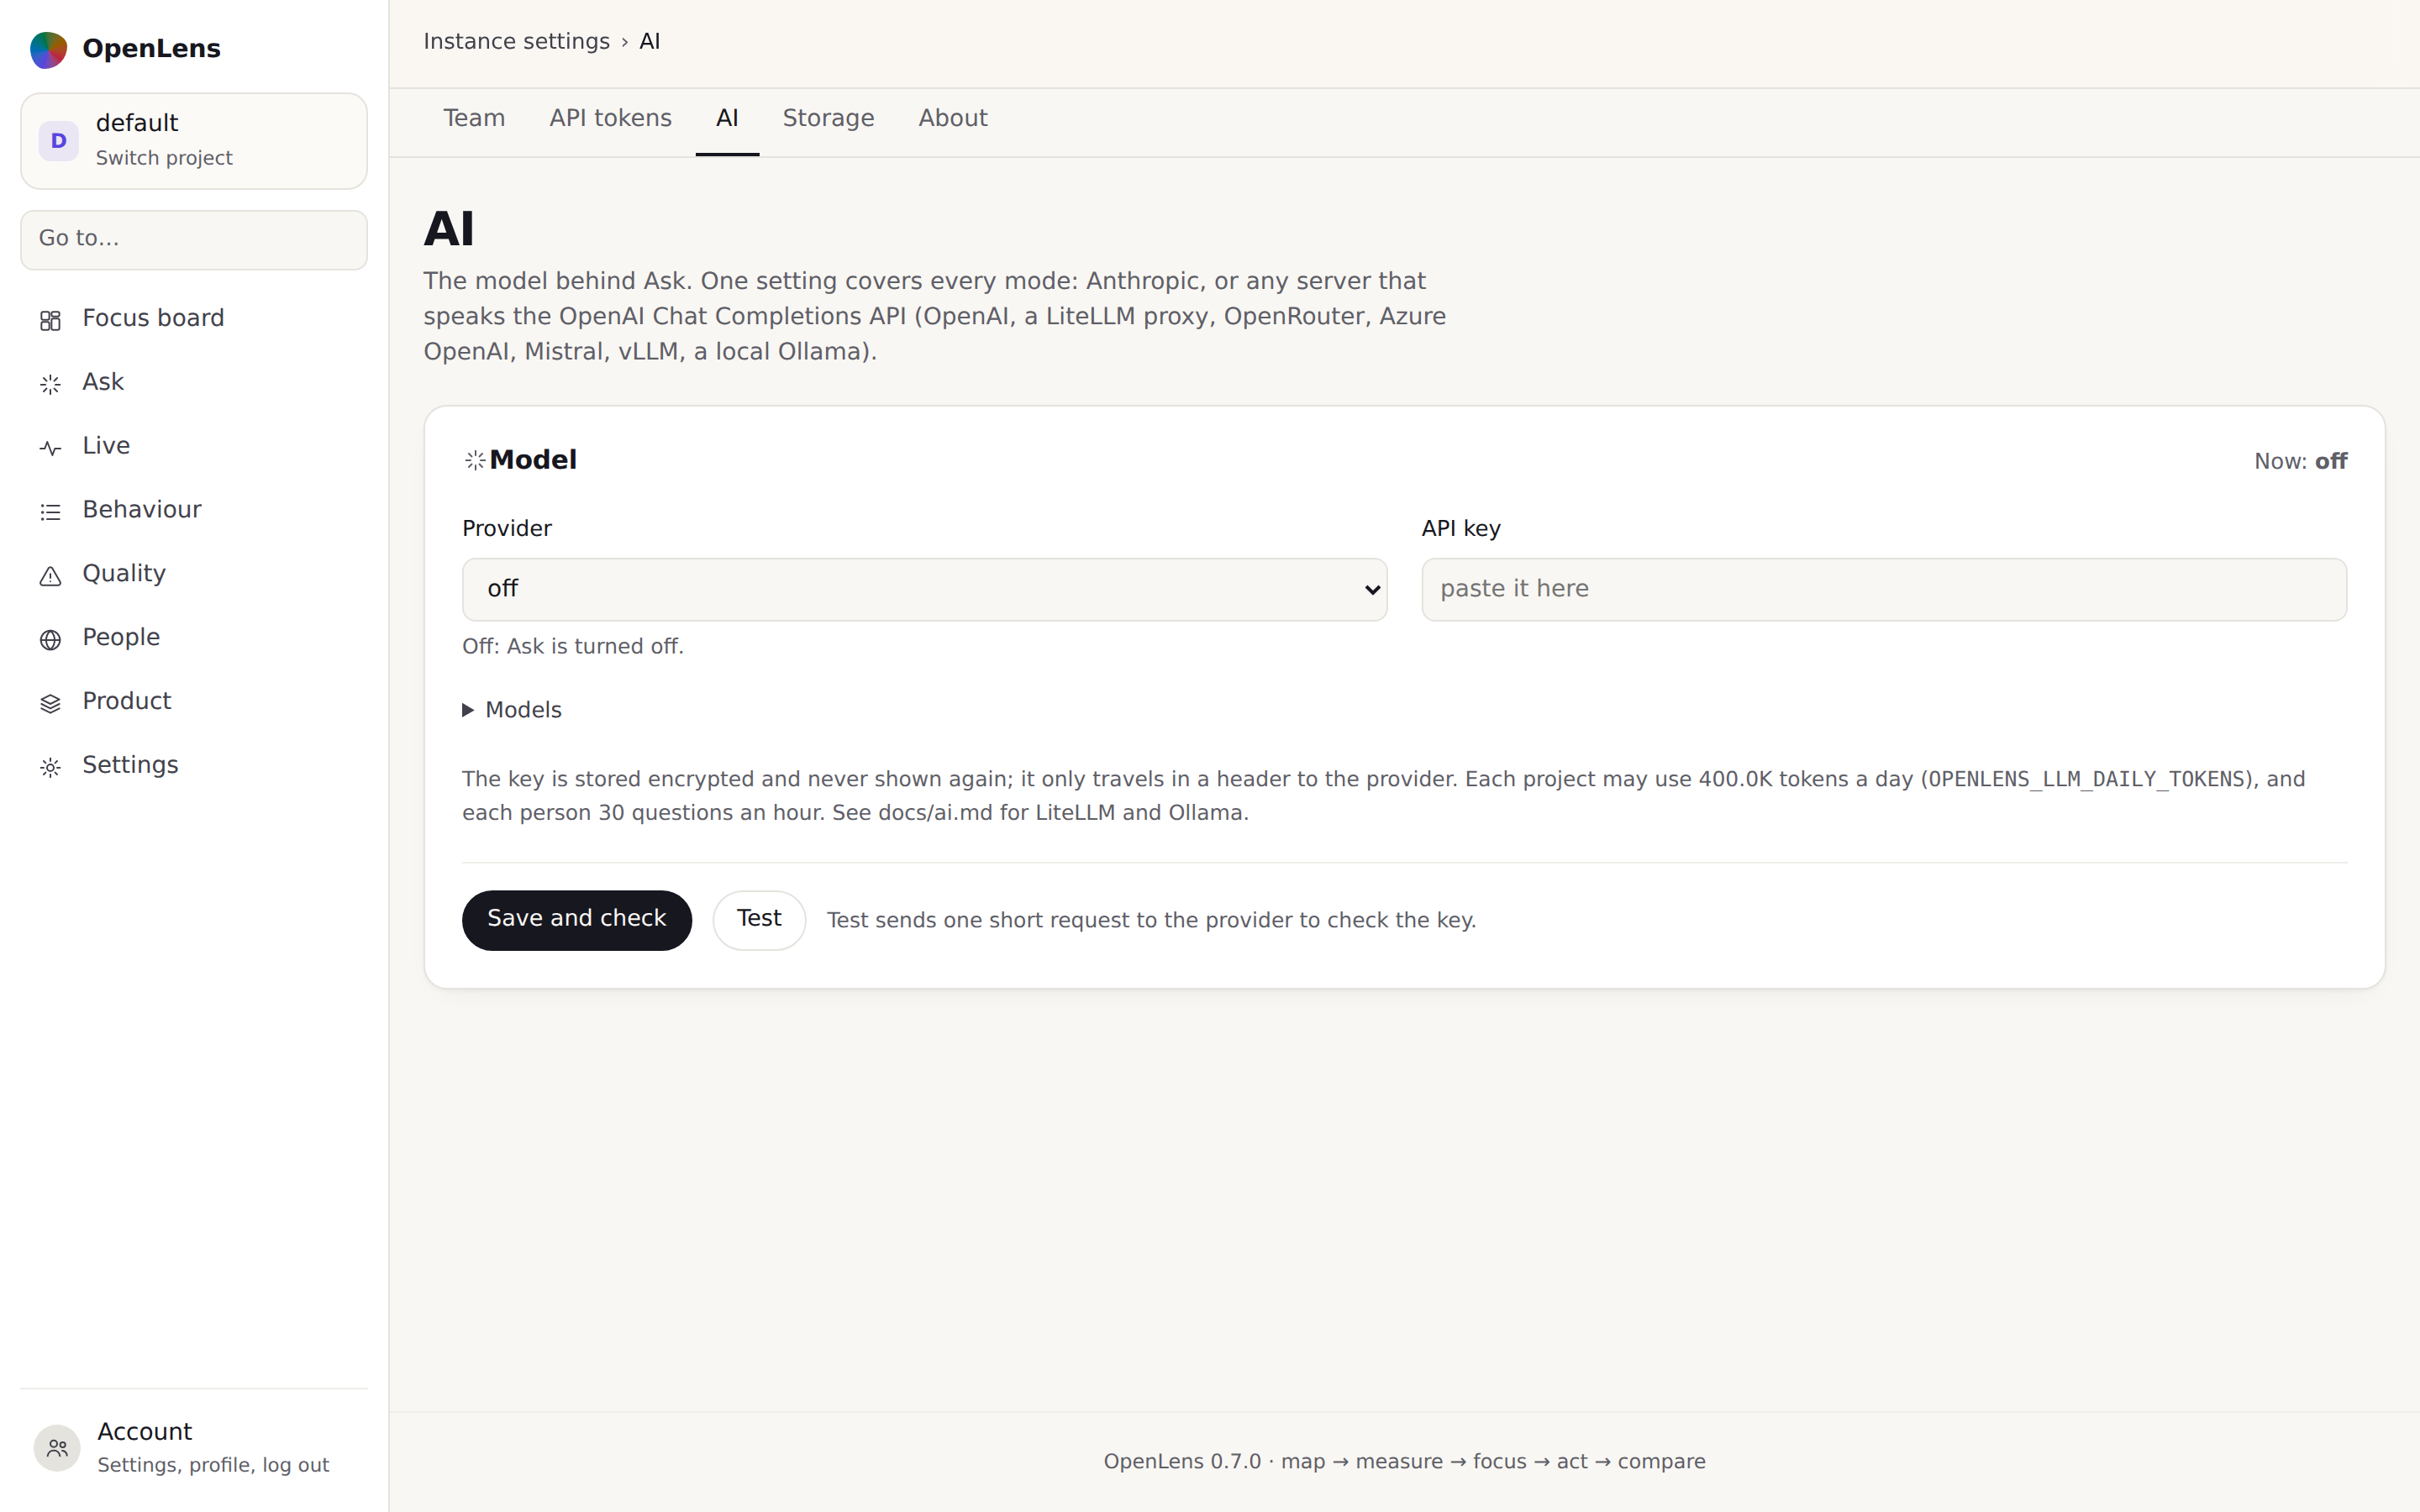 OpenLens
D
default
Switch project
Go to…
Focus board
Ask
Live
Behaviour
Quality
People
Product
Settings
Account
Settings, profile, log out
Instance settings › AI
Team API tokens AI Storage About
AI
The model behind Ask. One setting covers every mode: Anthropic, or any server that
speaks the OpenAI Chat Completions API (OpenAI, a LiteLLM proxy, OpenRouter, Azure
OpenAI, Mistral, vLLM, a local Ollama).
Model
Now: off
Provider
off
Off: Ask is turned off.
API key
paste it here
Models
The key is stored encrypted and never shown again; it only travels in a header to the provider. Each project may use 400.0K tokens a day (OPENLENS_LLM_DAILY_TOKENS), and
each person 30 questions an hour. See docs/ai.md for LiteLLM and Ollama.
Save and check
Test
Test sends one short request to the provider to check the key.
OpenLens 0.7.0 · map → measure → focus → act → compare